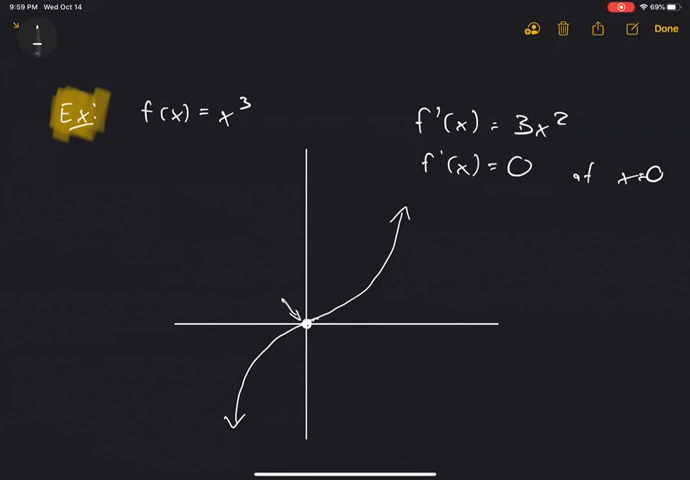 9:59 PM Wed Oct 14
69%
Done
Ex: f(x) = x³
f'(x) = 3x²
f'(x) = 0 at x=0